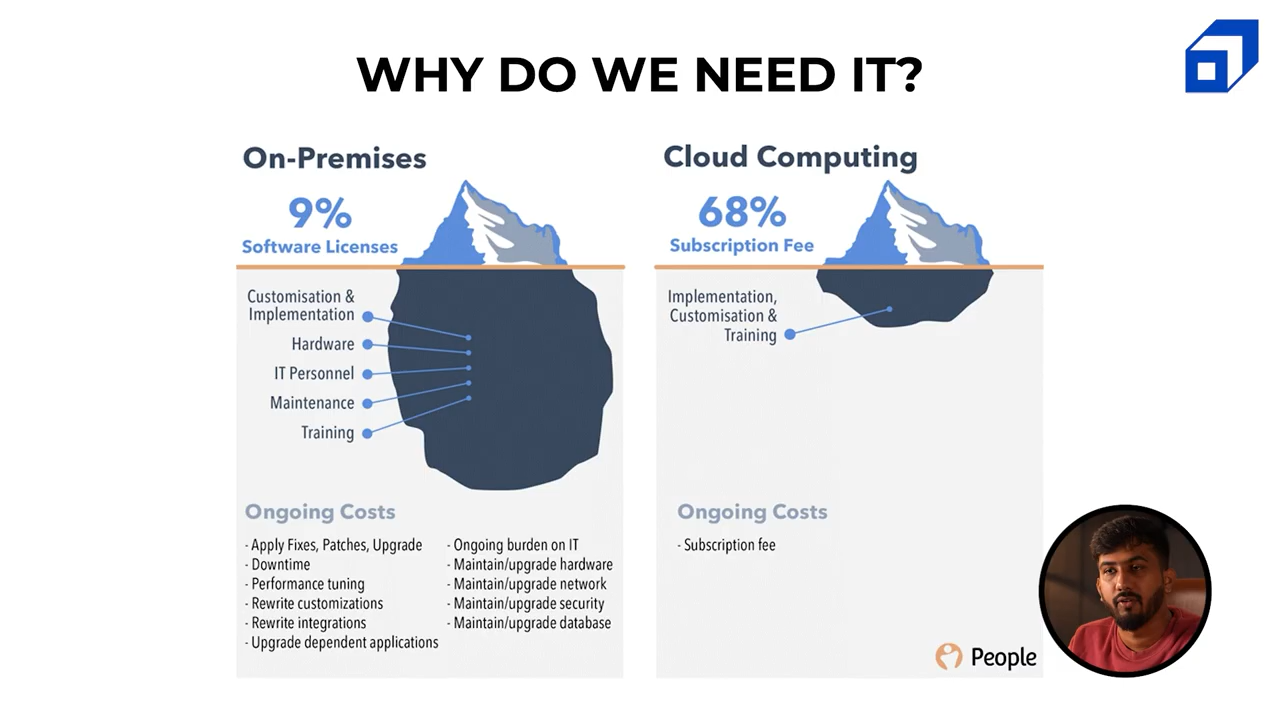 WHY DO WE NEED IT?
On-Premises
9%
Software Licenses
Customisation &
Implementation
Hardware
IT Personnel
Maintenance
Training
Ongoing Costs
- Apply Fixes, Patches, Upgrade
- Downtime
- Performance tuning
- Rewrite customizations
- Rewrite integrations
- Upgrade dependent applications
- Ongoing burden on IT
- Maintain/upgrade hardware
- Maintain/upgrade network
- Maintain/upgrade security
- Maintain/upgrade database
Cloud Computing
68%
Subscription Fee
Implementation,
Customisation &
Training
Ongoing Costs
- Subscription fee
People